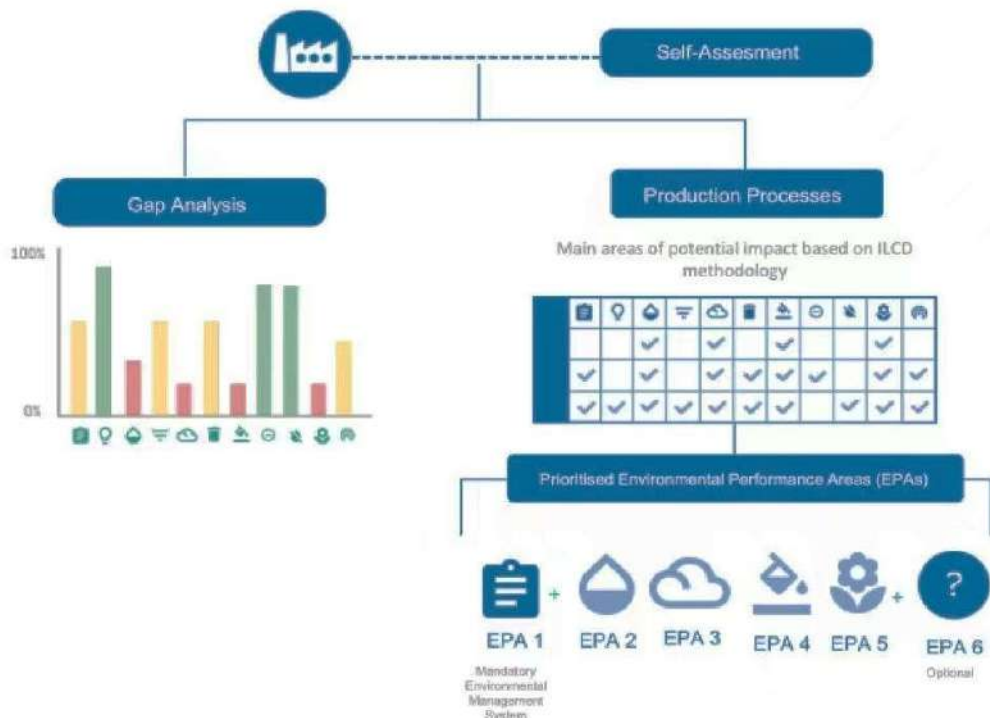 Self-Assesment
Gap Analysis
Production Processes
100%
0%
Main areas of potential impact based on ILCD
methodology
Prioritised Environmental Performance Areas (EPAs)
?
EPA 1
EPA 2
EPA 3
EPA 4
EPA 5
EPA 6
Mandatory
Environmental
Management
System
Optional